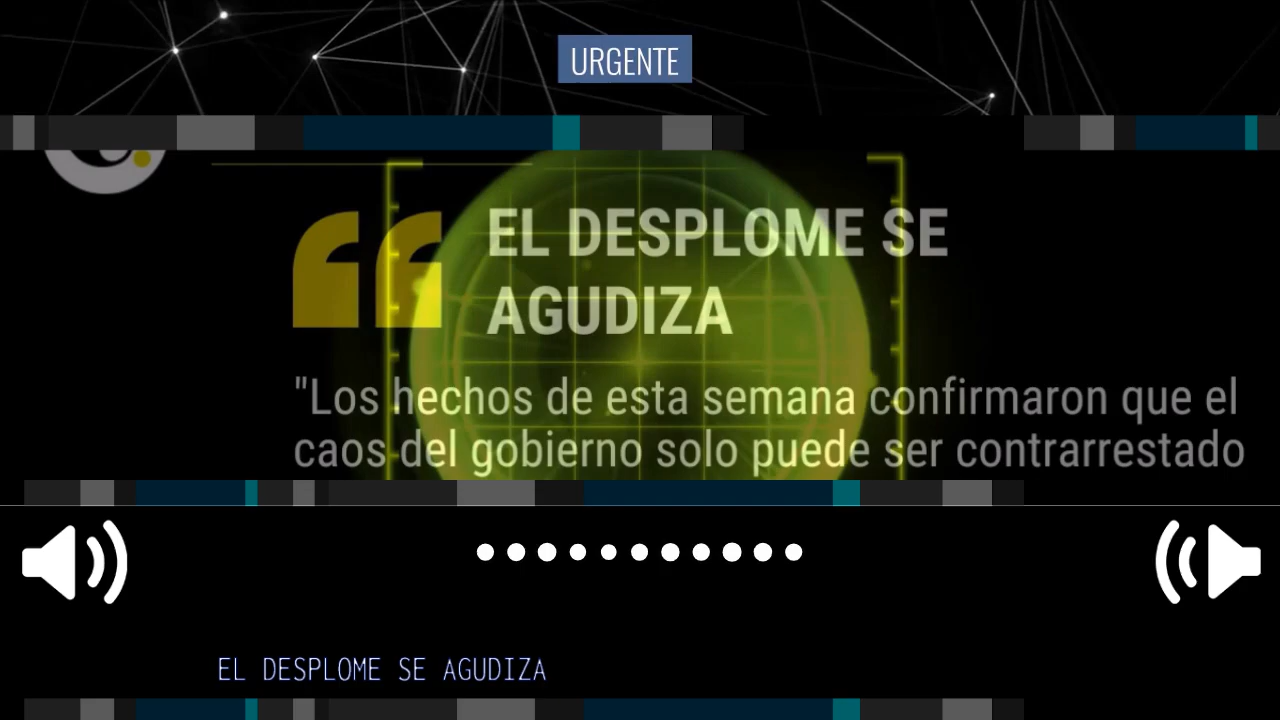 URGENTE
EL DESPLOME SE
AGUDIZA
"Los hechos de esta semana confirmaron que el
caos del gobierno solo puede ser contrarrestado
EL DESPLOME SE AGUDIZA